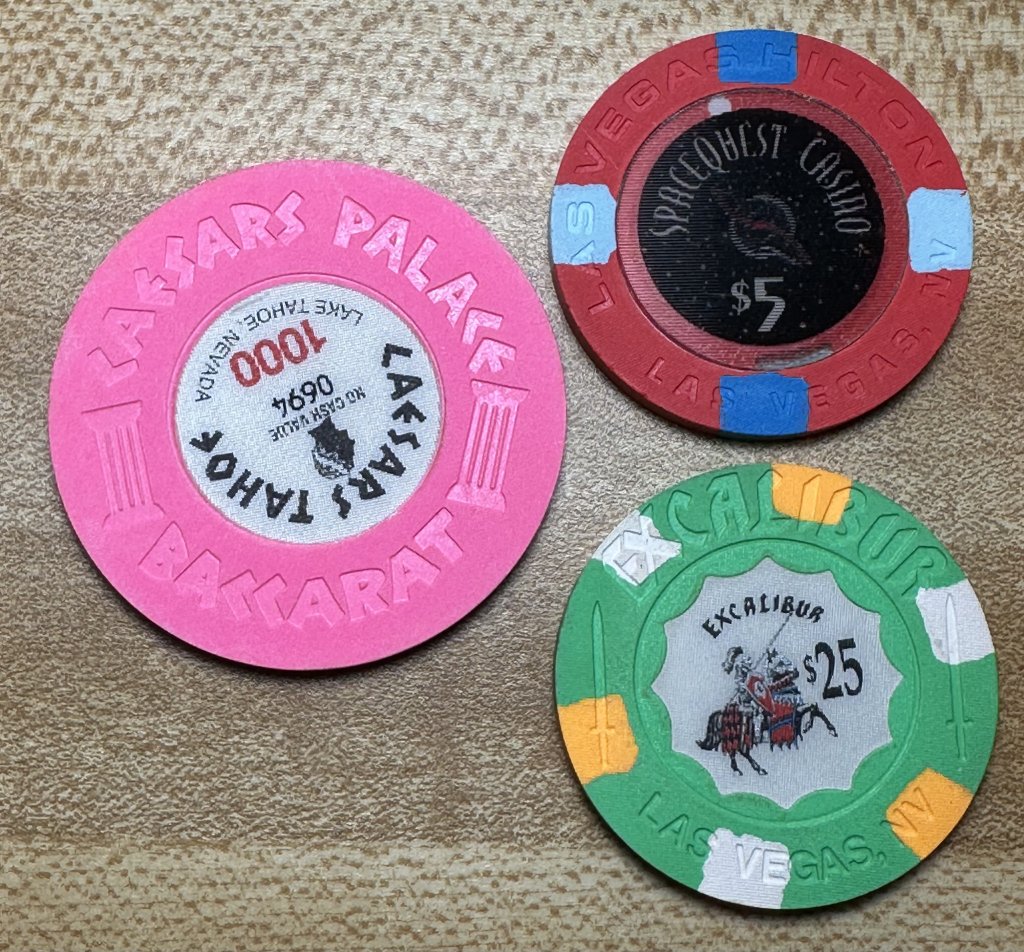 CAESARS PALACE
BACCARAT
LAKE TAHOE, NEVADA
1000
0694
NO CASH VALUE
CAESARS TAHOE
LAS VEGAS HILTON
LAS VEGAS, NV
SPACEQUEST CASINO
$5
EXCALIBUR
LAS VEGAS, NV
EXCALIBUR
$25